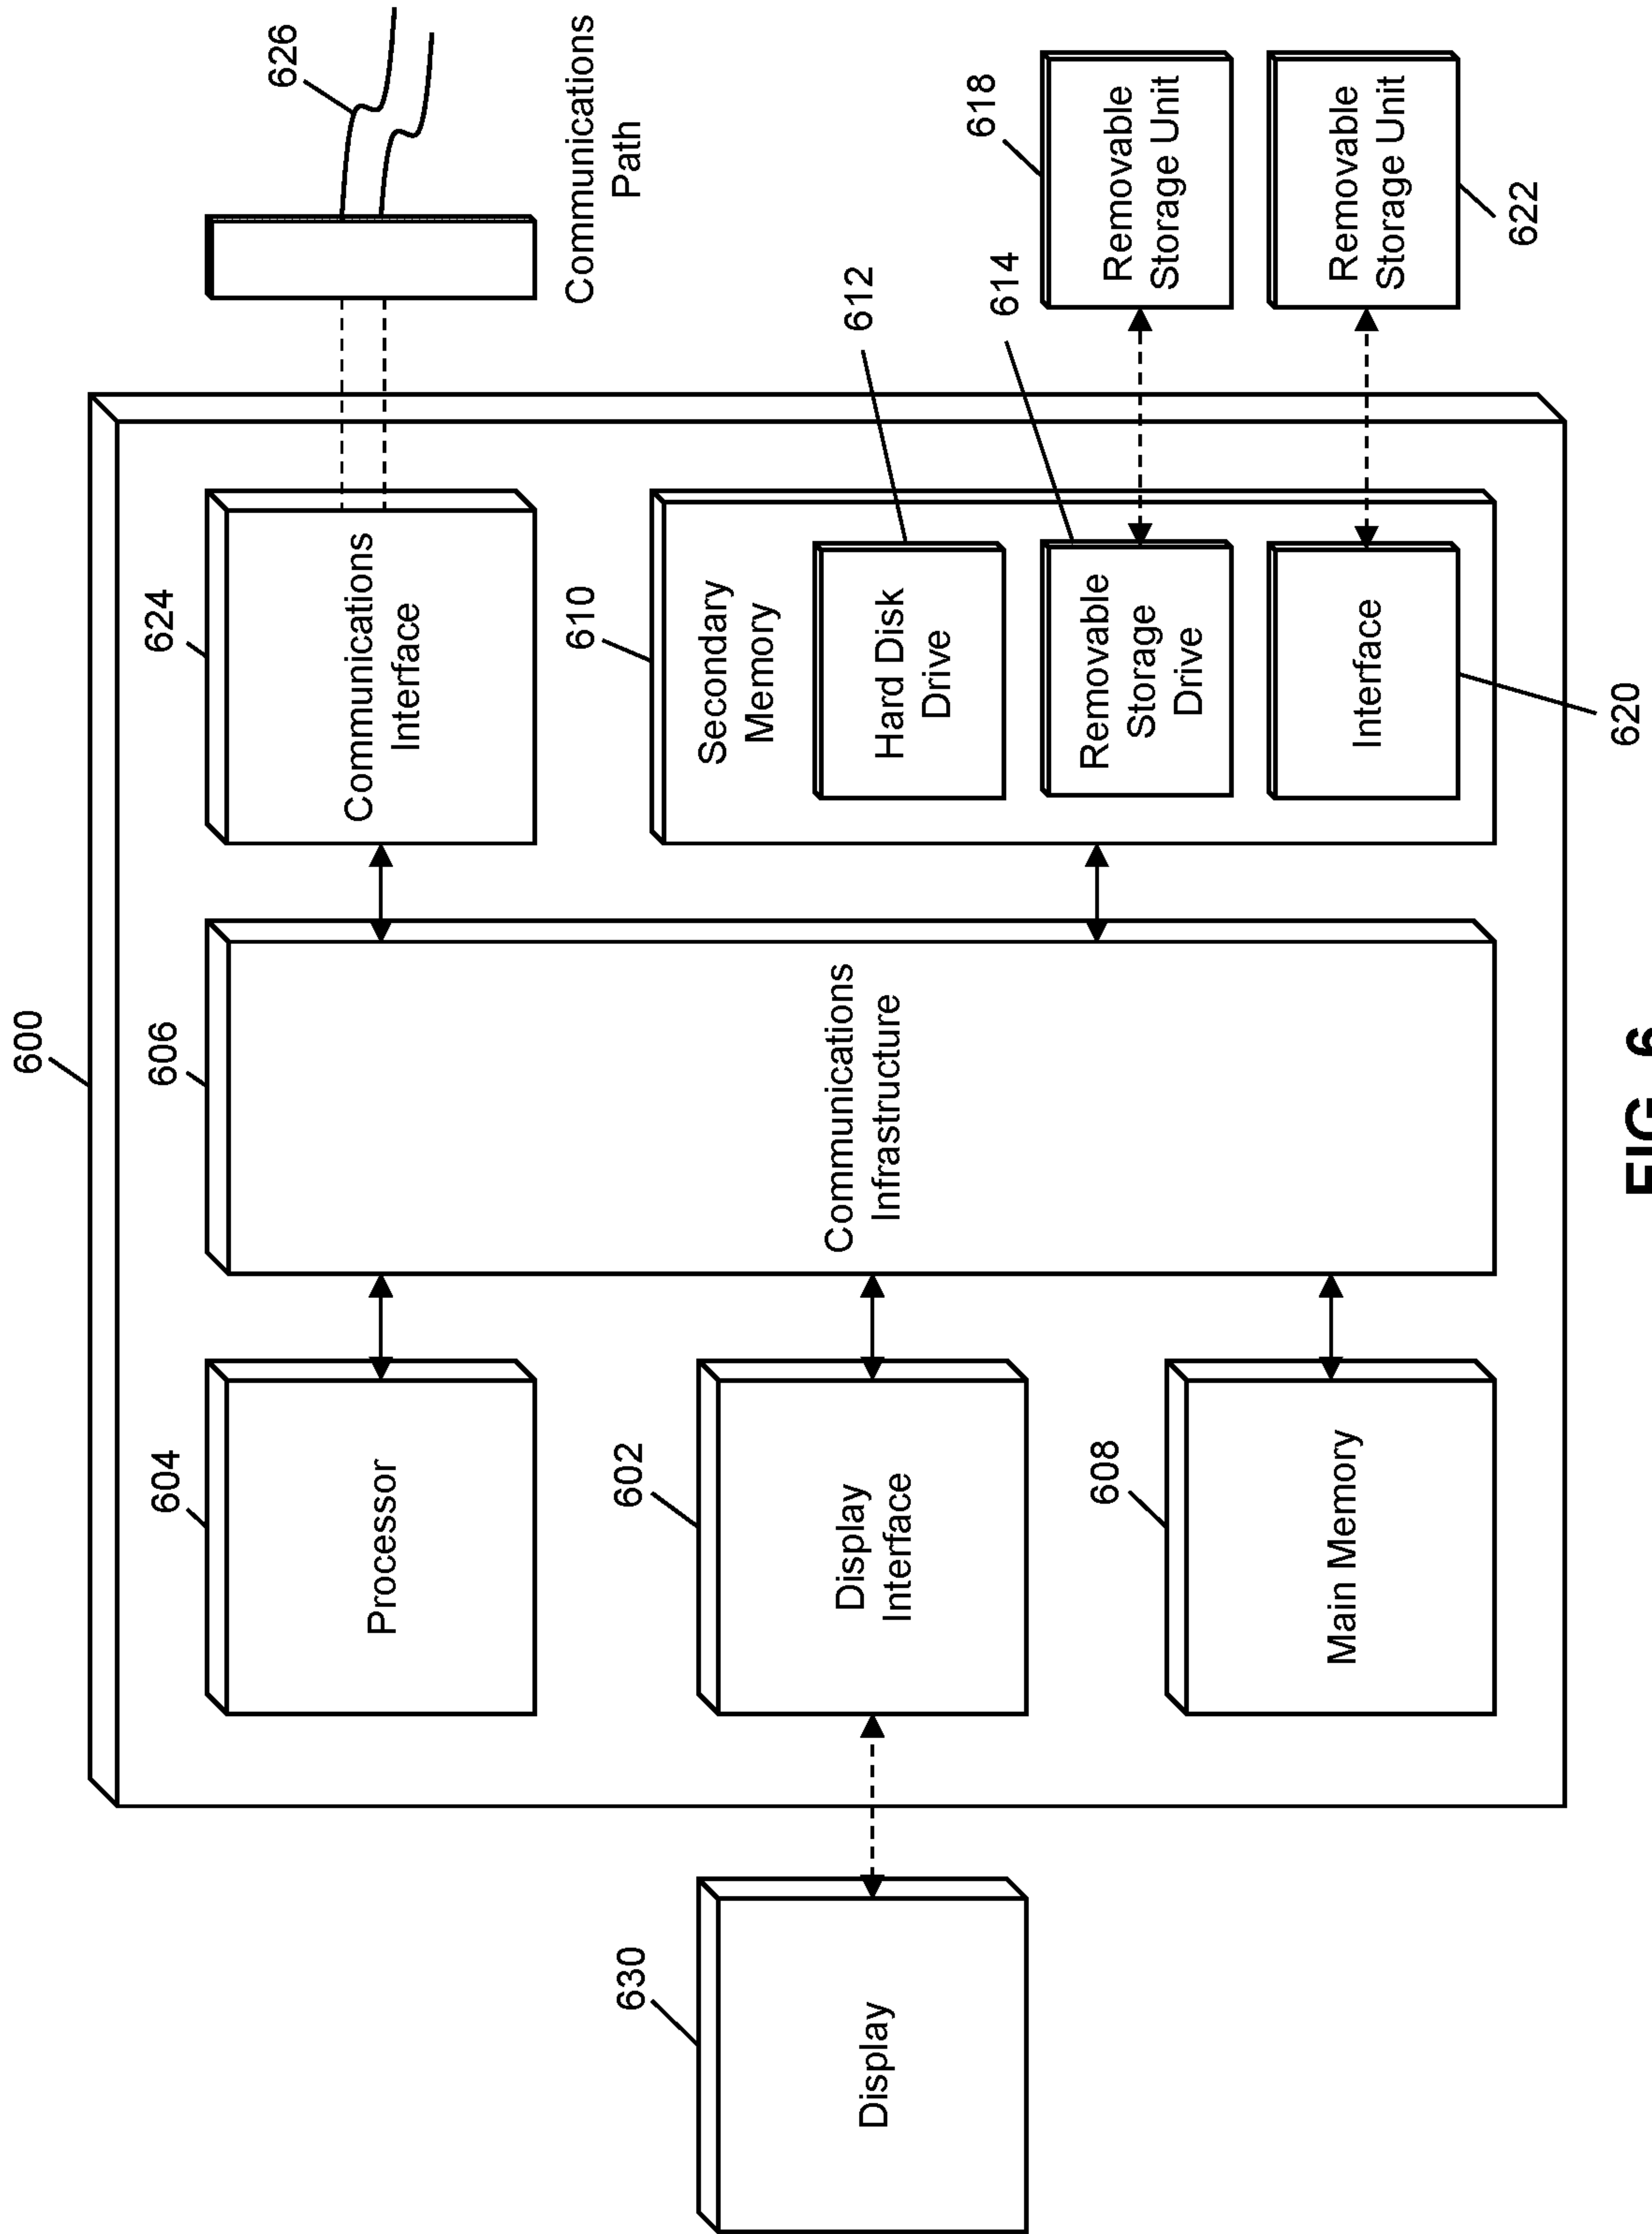 600
604
Processor
606
Communications
Infrastructure
624
Communications
Interface
626
Communications
Path
630
Display
602
Display
Interface
608
Main Memory
610
Secondary
Memory
612
Hard Disk
Drive
614
Removable
Storage
Drive
618
Removable
Storage Unit
Interface
620
Removable
Storage Unit
622
FIG. 6